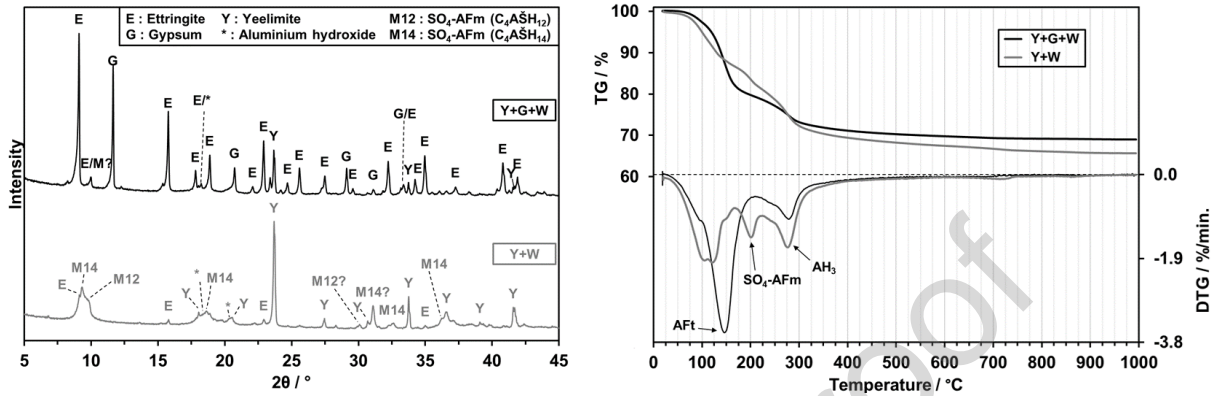 E : Ettringite Y : Yeelimite M12 : SO₄-AFm (C₄AŠH₁₂)
G : Gypsum * : Aluminium hydroxide M14 : SO₄-AFm (C₄AŠH₁₄)
E
G
E/M?
E
E
E/*
E
G
E
E
Y
E
E
E
G
E
G
E
G/E
Y
E
E
E
E
Y
E
Y+G+W
Intensity
E
M14
M12
E
Y
*
M14
*
Y
E
Y
Y
M12?
Y
M14?
M14
Y
E
M14
Y
Y
Y
Y+W
5 10 15 20 25 30 35 40 45
2θ / °
100
90
80
70
60
TG / %
Y+G+W
Y+W
0.0
-1.9
-3.8
DTG / %/min.
AFt
SO₄-AFm
AH₃
0 100 200 300 400 500 600 700 800 900 1000
Temperature / °C
oof